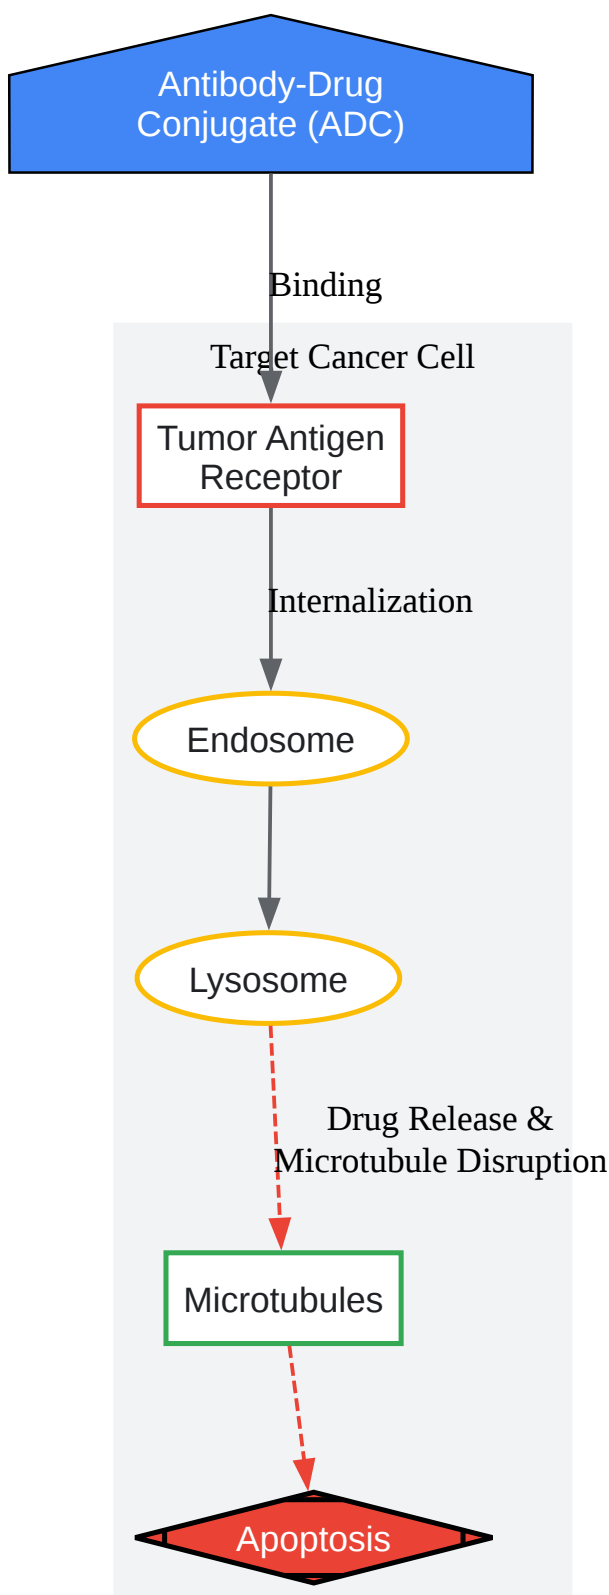 Antibody-Drug
Conjugate (ADC)
Binding
Target Cancer Cell
Tumor Antigen
Receptor
Internalization
Endosome
Lysosome
Drug Release &
Microtubule Disruption
Microtubules
Apoptosis